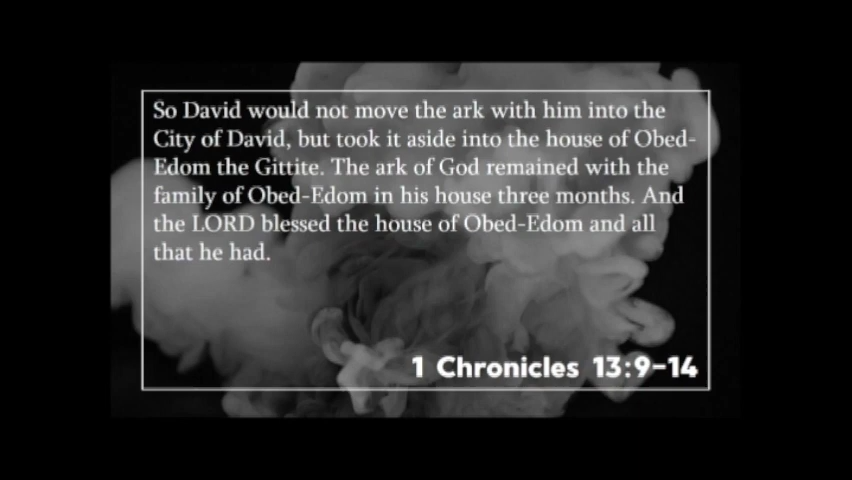 So David would not move the ark with him into the
City of David, but took it aside into the house of Obed-
Edom the Gittite. The ark of God remained with the
family of Obed-Edom in his house three months. And
the LORD blessed the house of Obed-Edom and all
that he had.
1 Chronicles 13:9-14